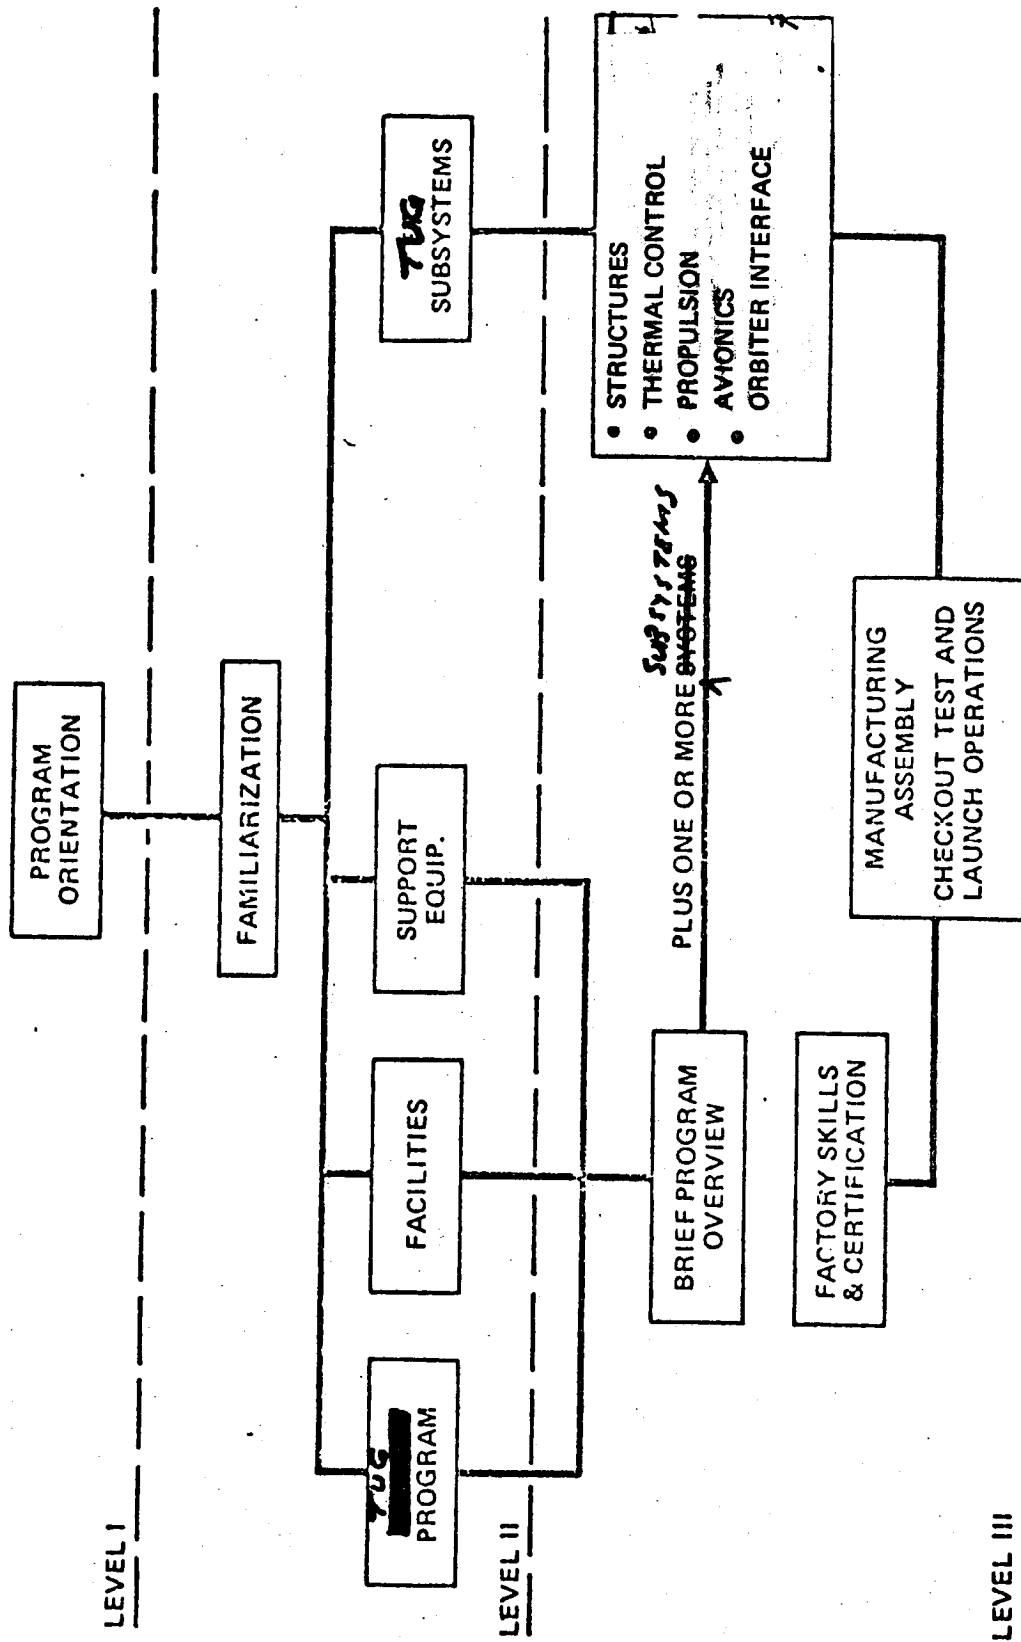 PROGRAM
ORIENTATION
LEVEL I
FAMILIARIZATION
TUG
PROGRAM
FACILITIES
SUPPORT
EQUIP.
TUG
SUBSYSTEMS
LEVEL II
BRIEF PROGRAM
OVERVIEW
SUBSYSTEMS
PLUS ONE OR MORE SYSTEMS
• STRUCTURES
• THERMAL CONTROL
• PROPULSION
AVIONICS
• ORBITER INTERFACE
FACTORY SKILLS
& CERTIFICATION
MANUFACTURING
ASSEMBLY
CHECKOUT TEST AND
LAUNCH OPERATIONS
LEVEL III